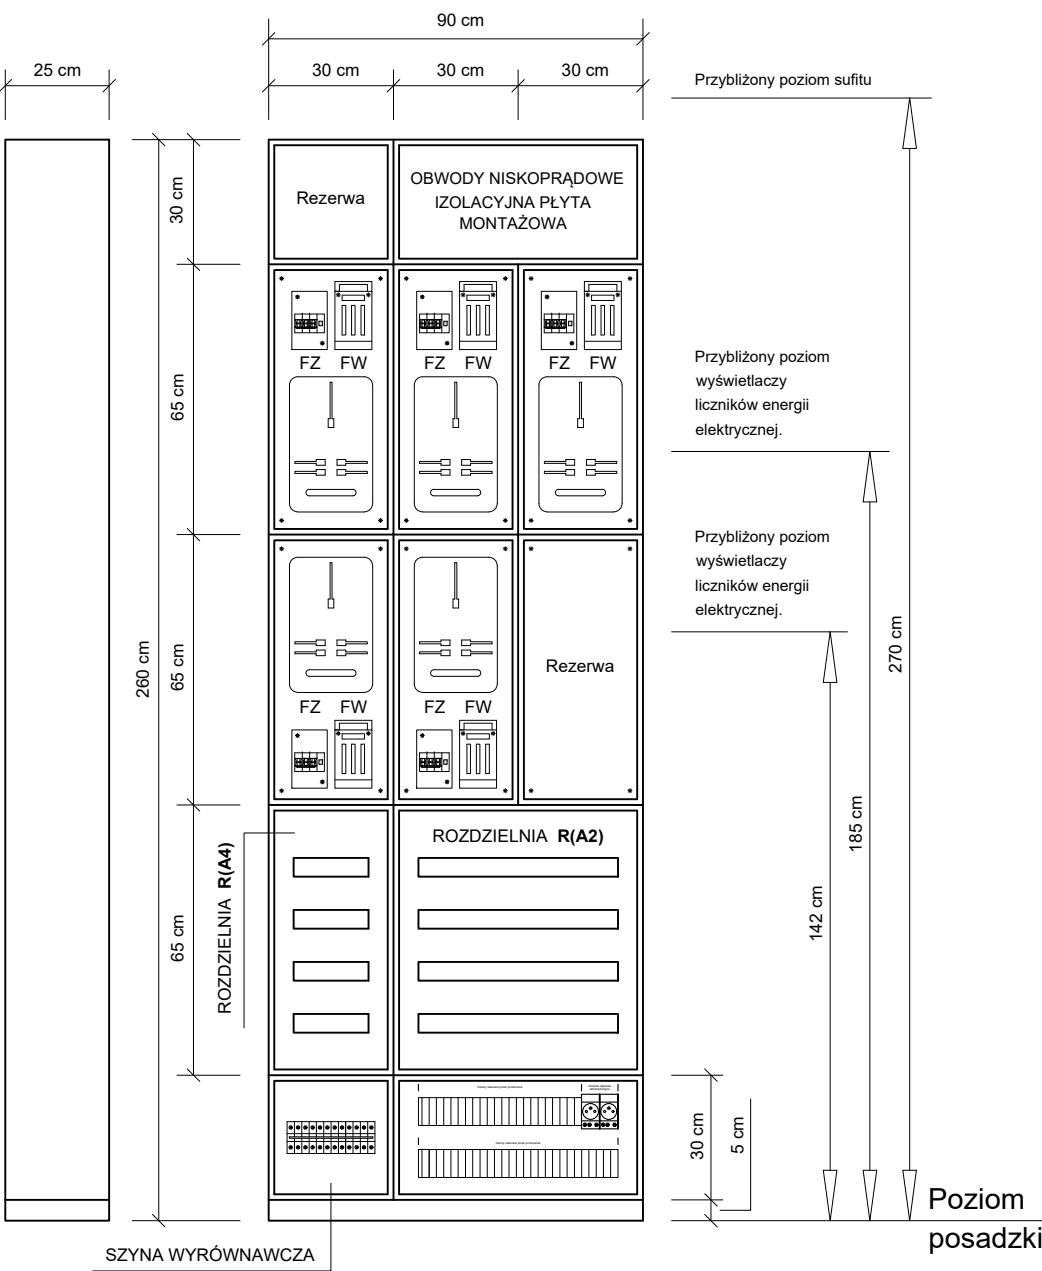 90 cm
25 cm
30 cm
30 cm
30 cm
Przybliżony poziom sufitu
30 cm
Rezerwa
OBWODY NISKOPRĄDOWE
IZOLACYJNA PŁYTA
MONTAŻOWA
FZ FW
FZ FW
FZ FW
65 cm
Przybliżony poziom
wyświetlaczy
liczników energii
elektrycznej.
Przybliżony poziom
wyświetlaczy
liczników energii
elektrycznej.
260 cm
65 cm
270 cm
Rezerwa
FZ FW
FZ FW
185 cm
142 cm
ROZDZIELNIA R(A4)
ROZDZIELNIA R(A2)
65 cm
30 cm
5 cm
Poziom
posadzki
SZYNA WYRÓWNAWCZA